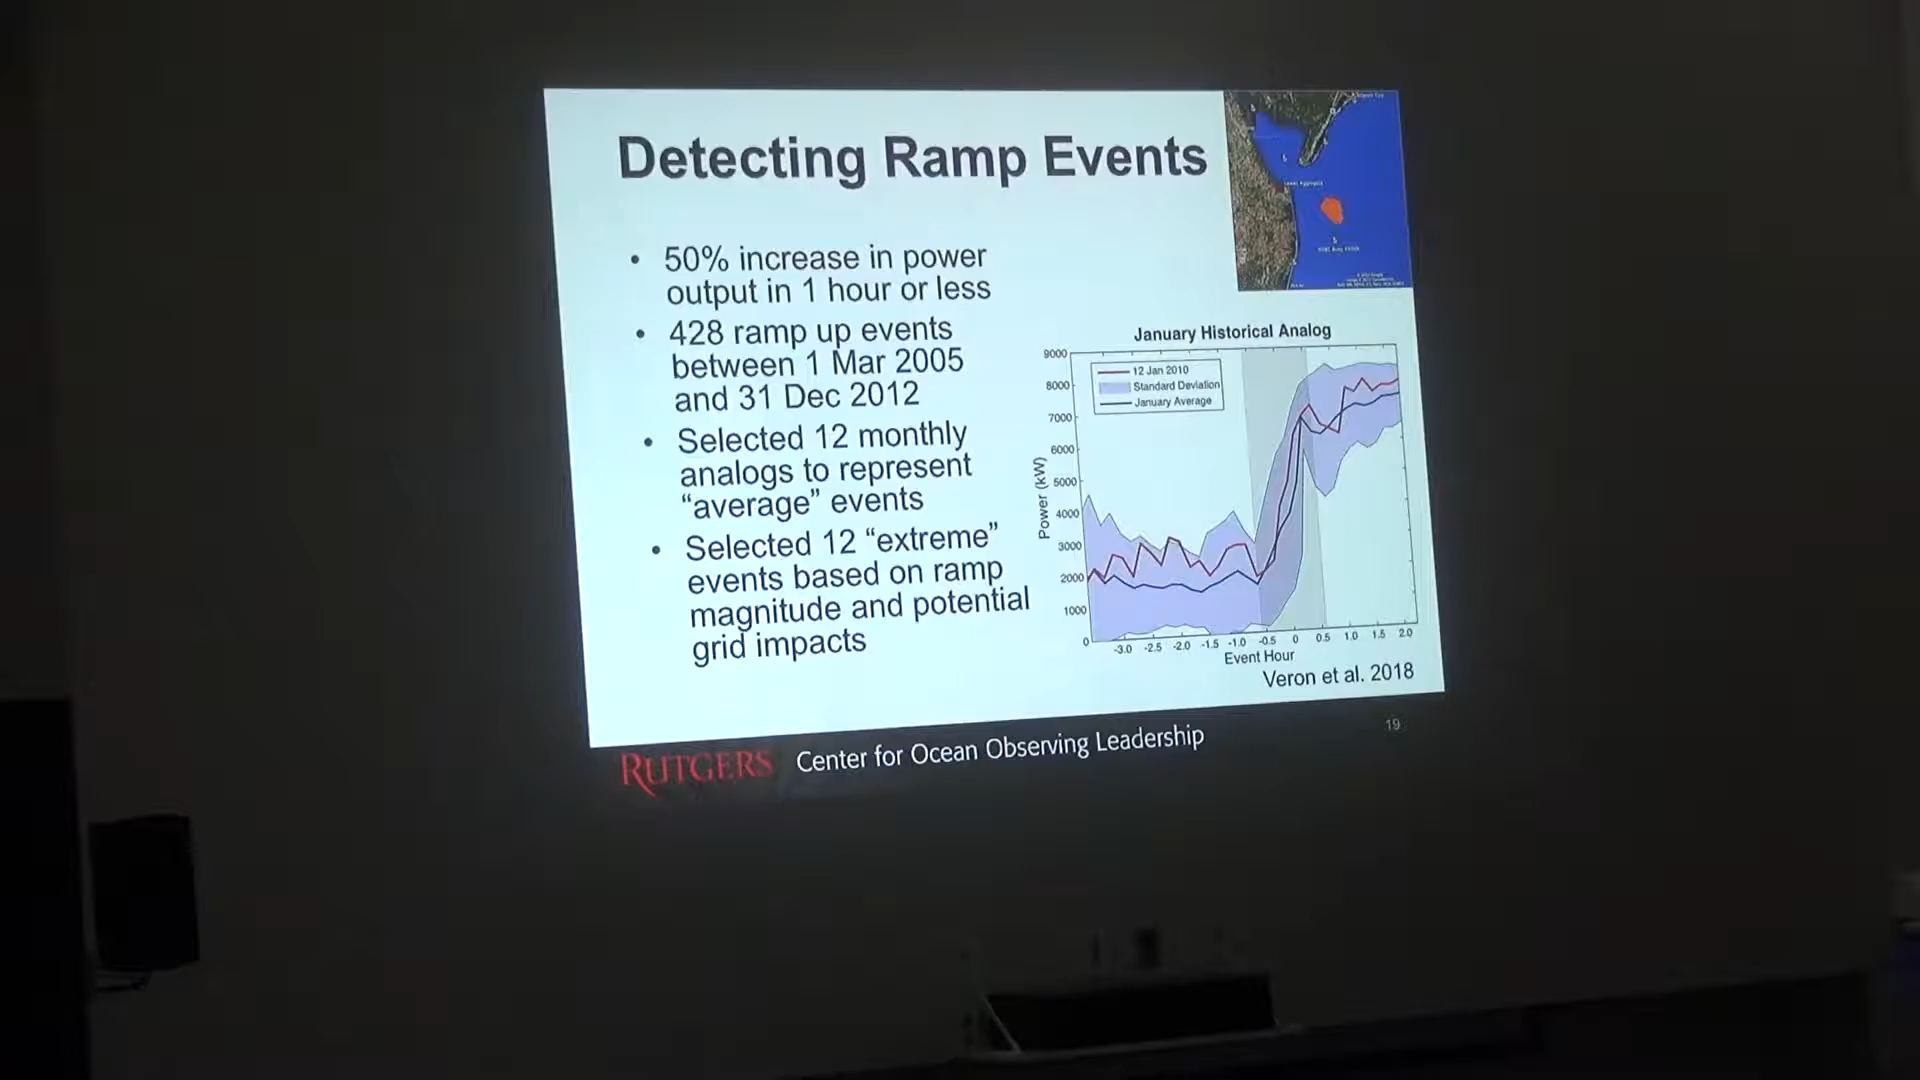 Detecting Ramp Events
• 50% increase in power
output in 1 hour or less
• 428 ramp up events
between 1 Mar 2005
and 31 Dec 2012
• Selected 12 monthly
analogs to represent
“average” events
• Selected 12 “extreme”
events based on ramp
magnitude and potential
grid impacts
January Historical Analog
12 Jan 2010
Standard Deviation
January Average
Power (kW)
9000
8000
7000
6000
5000
4000
3000
2000
1000
0
-3.0 -2.5 -2.0 -1.5 -1.0 -0.5 0 0.5 1.0 1.5 2.0
Event Hour
Veron et al. 2018
RUTGERS Center for Ocean Observing Leadership
19